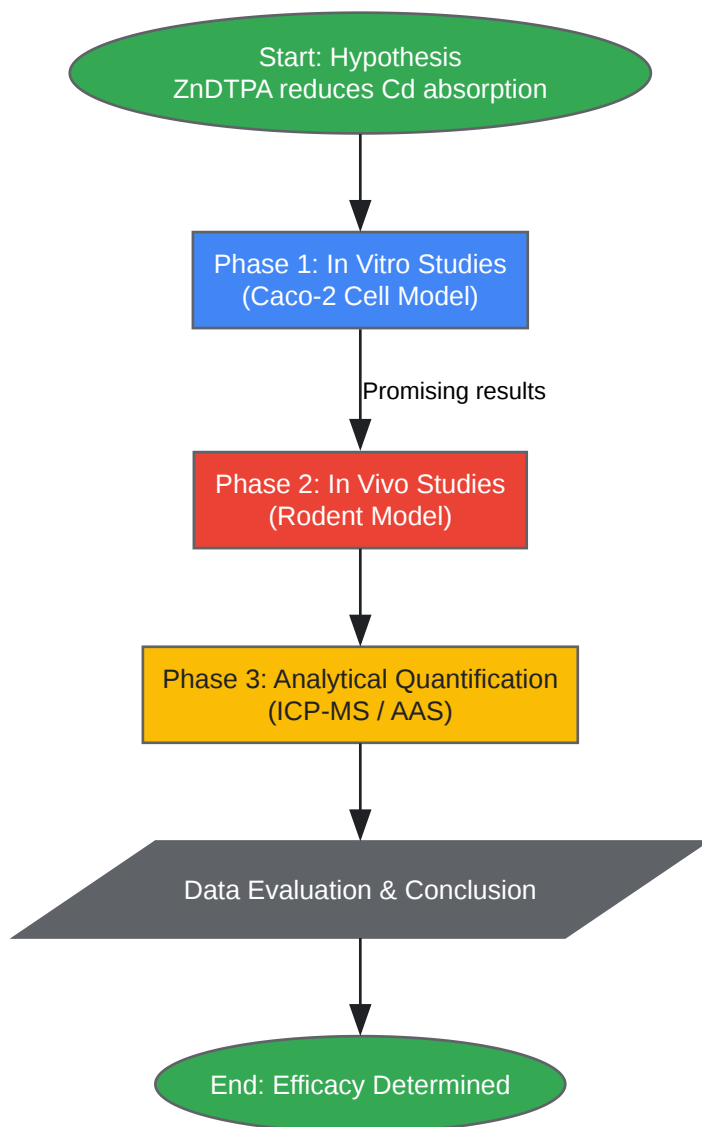 Start: Hypothesis
ZnDTPA reduces Cd absorption
Phase 1: In Vitro Studies
(Caco-2 Cell Model)
Promising results
Phase 2: In Vivo Studies
(Rodent Model)
Phase 3: Analytical Quantification
(ICP-MS / AAS)
Data Evaluation & Conclusion
End: Efficacy Determined